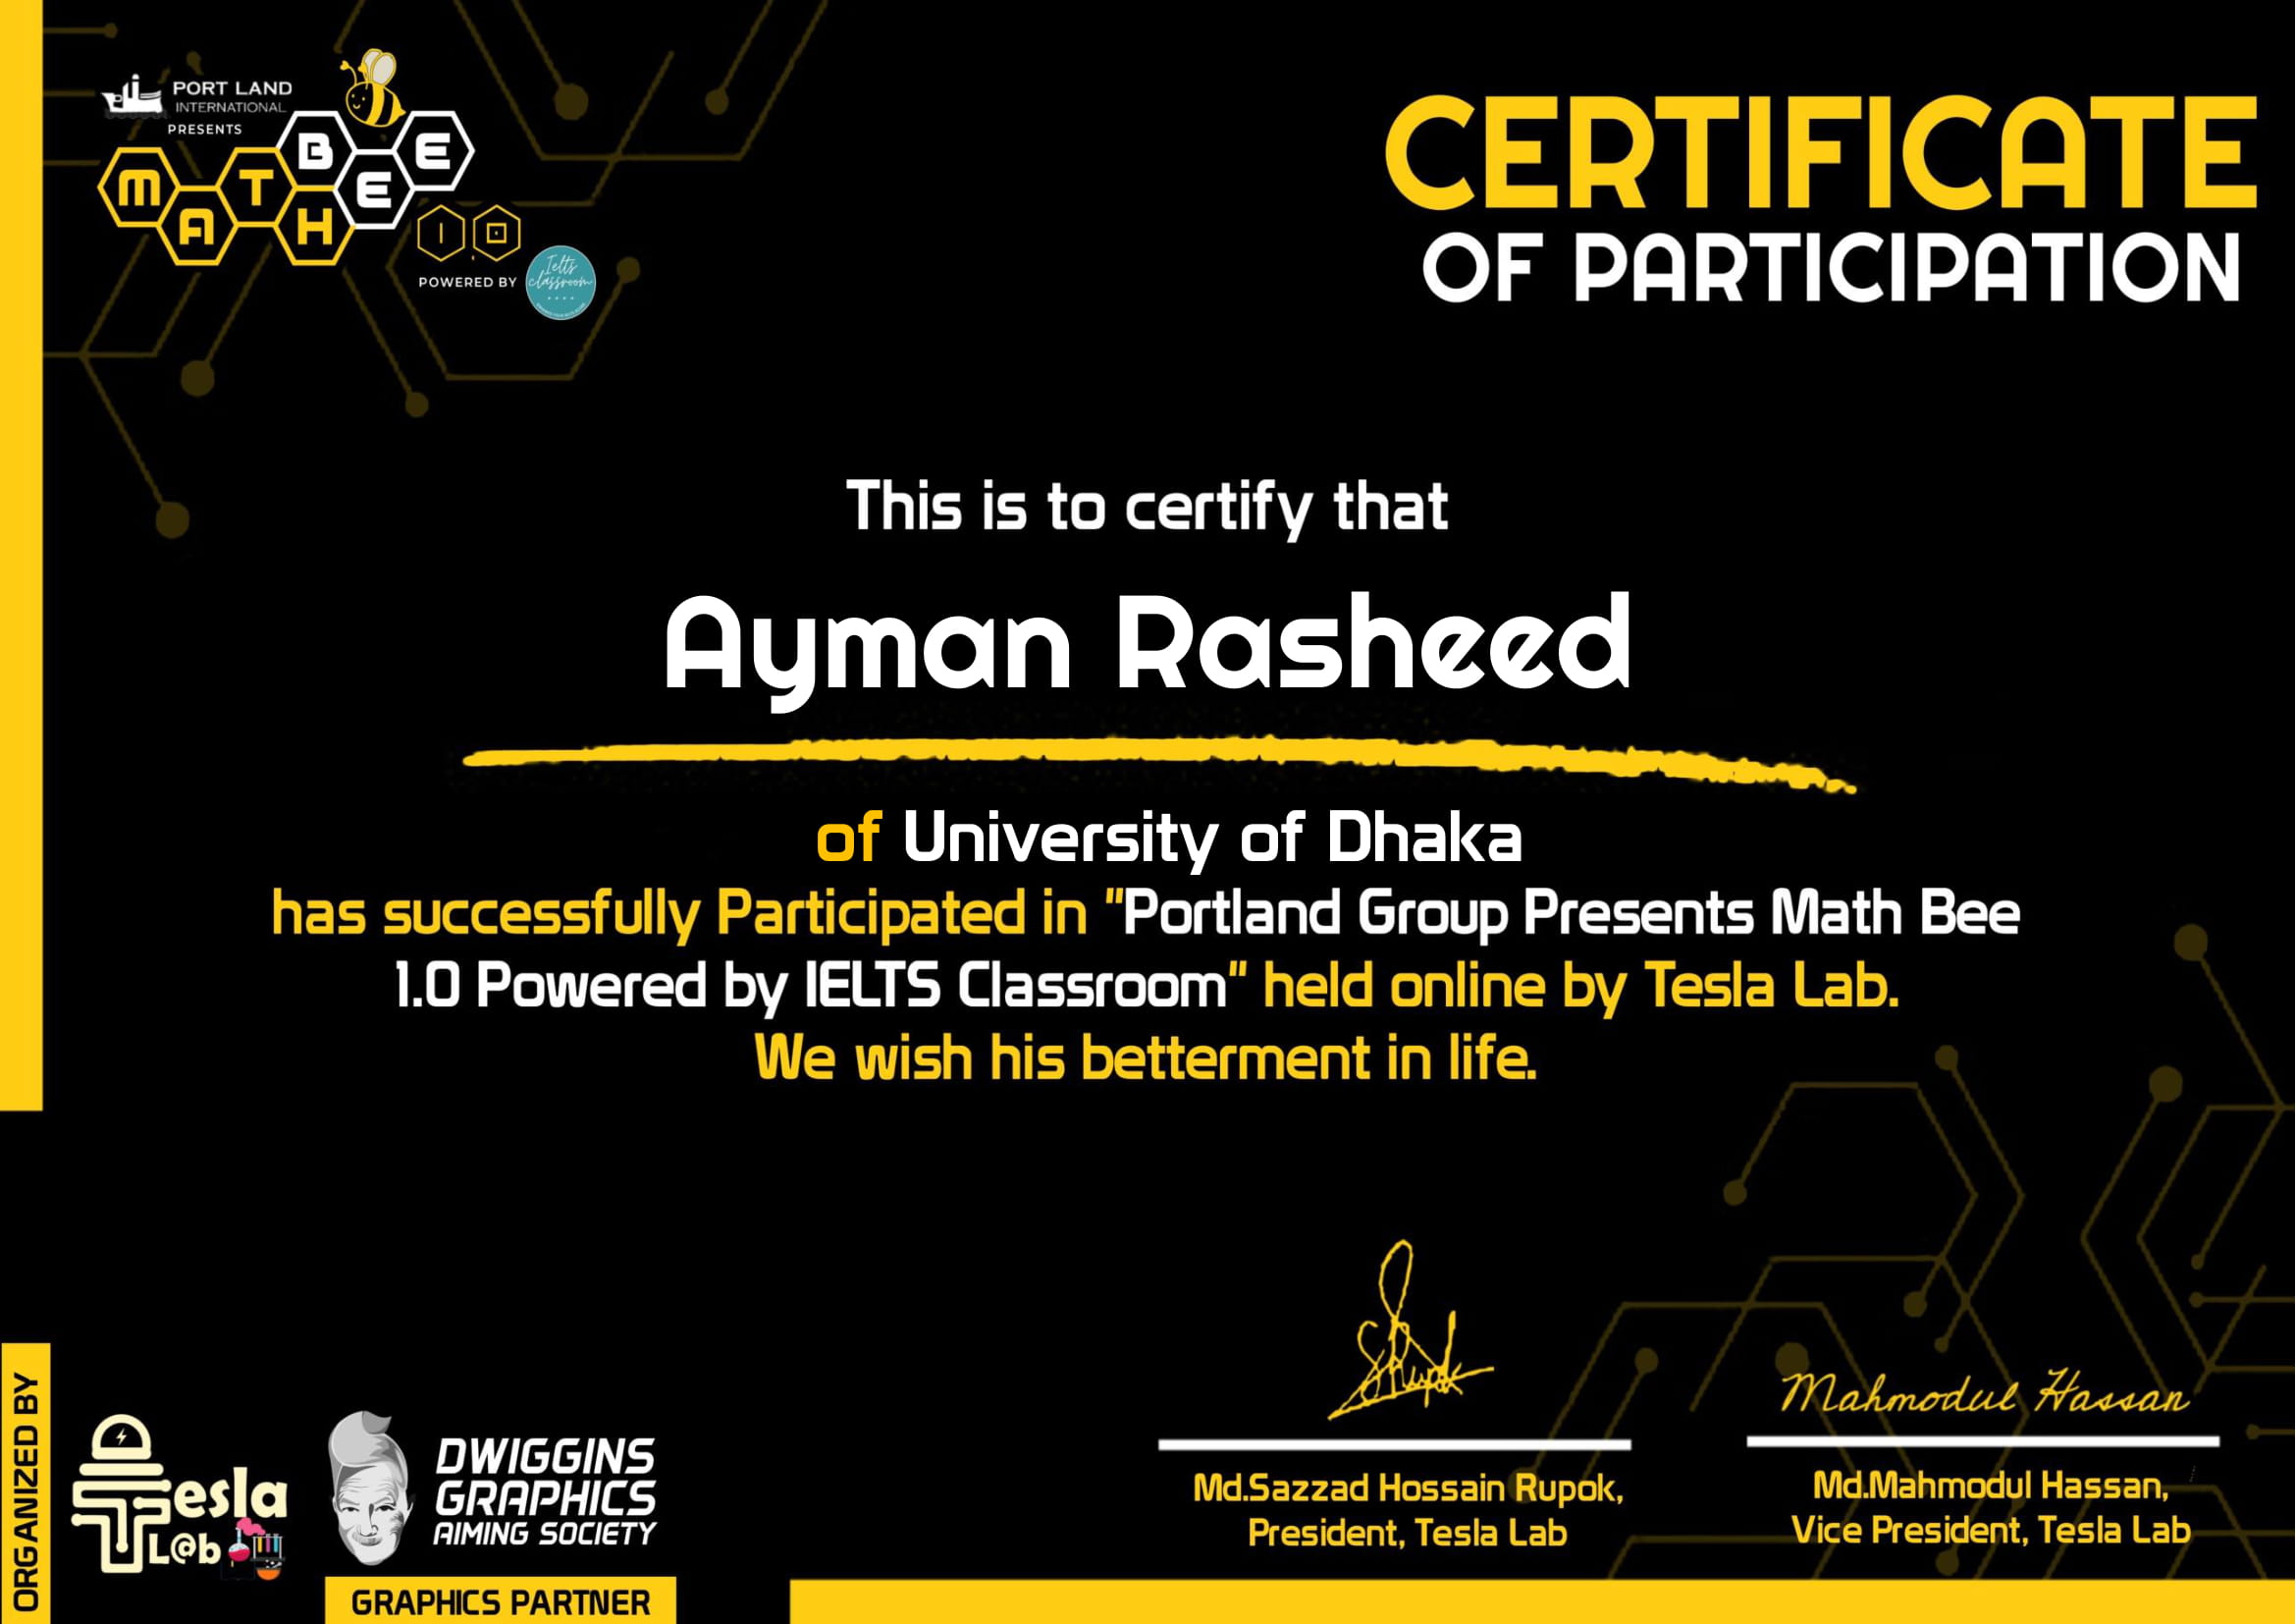 PORT LAND
INTERNATIONAL
PRESENTS
MATH BEE
1.0
POWERED BY
Ielts
classroom
CERTIFICATE
OF PARTICIPATION
This is to certify that
Ayman Rasheed
of University of Dhaka
has successfully Participated in "Portland Group Presents Math Bee
1.0 Powered by IELTS Classroom" held online by Tesla Lab.
We wish his betterment in life.
ORGANIZED BY
Tesla
L@b
DWIGGINS
GRAPHICS
AIMING SOCIETY
GRAPHICS PARTNER
SRupok
Md.Sazzad Hossain Rupok,
President, Tesla Lab
Mahmodul Hassan
Md.Mahmodul Hassan,
Vice President, Tesla Lab